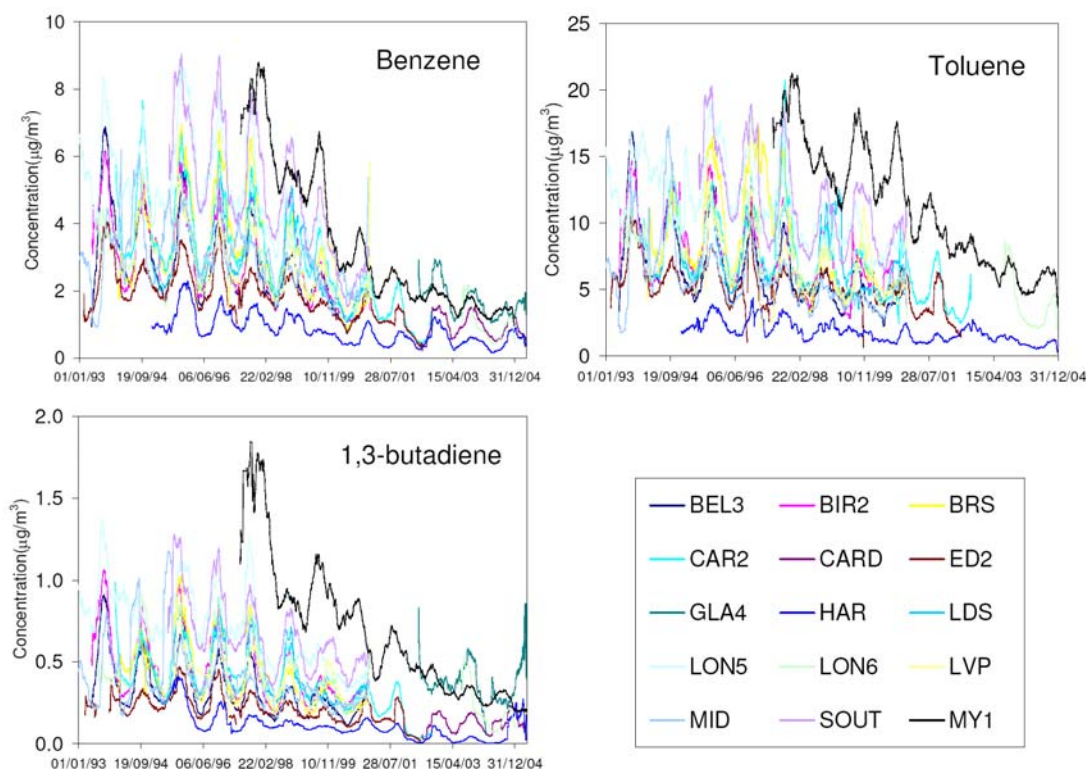 Benzene
Concentration(µg/m³)
10
8
6
4
2
0
01/01/93 19/09/94 06/06/96 22/02/98 10/11/99 28/07/01 15/04/03 31/12/04
Toluene
Concentration(µg/m³)
25
20
15
10
5
0
01/01/93 19/09/94 06/06/96 22/02/98 10/11/99 28/07/01 15/04/03 31/12/04
1,3-butadiene
Concentration(µg/m³)
2.0
1.5
1.0
0.5
0.0
01/01/93 19/09/94 06/06/96 22/02/98 10/11/99 28/07/01 15/04/03 31/12/04
BEL3 BIR2 BRS
CAR2 CARD ED2
GLA4 HAR LDS
LON5 LON6 LVP
MID SOUT MY1